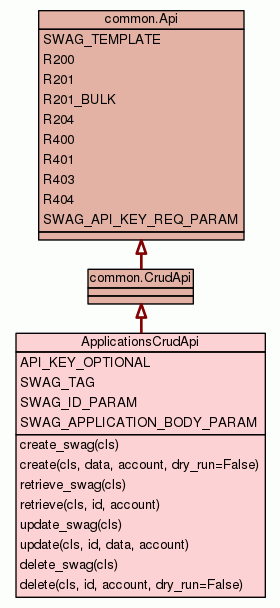 common.Api
SWAG_TEMPLATE
R200
R201
R201_BULK
R204
R400
R401
R403
R404
SWAG_API_KEY_REQ_PARAM
common.CrudApi
ApplicationsCrudApi
API_KEY_OPTIONAL
SWAG_TAG
SWAG_ID_PARAM
SWAG_APPLICATION_BODY_PARAM
create_swag(cls)
create(cls, data, account, dry_run=False)
retrieve_swag(cls)
retrieve(cls, id, account)
update_swag(cls)
update(cls, id, data, account)
delete_swag(cls)
delete(cls, id, account, dry_run=False)